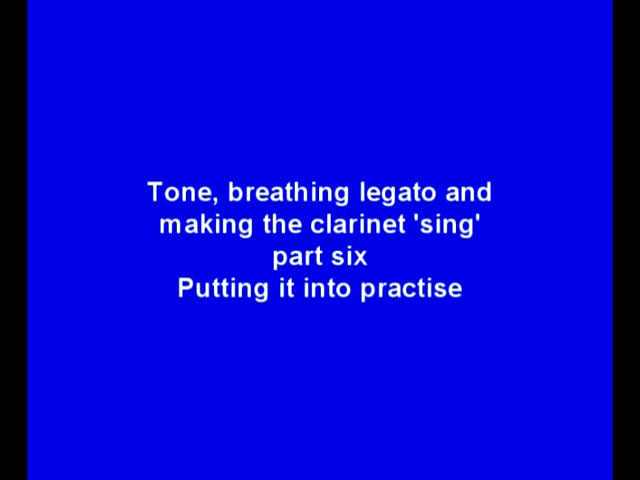 Tone, breathing legato and
making the clarinet 'sing'
part six
Putting it into practise